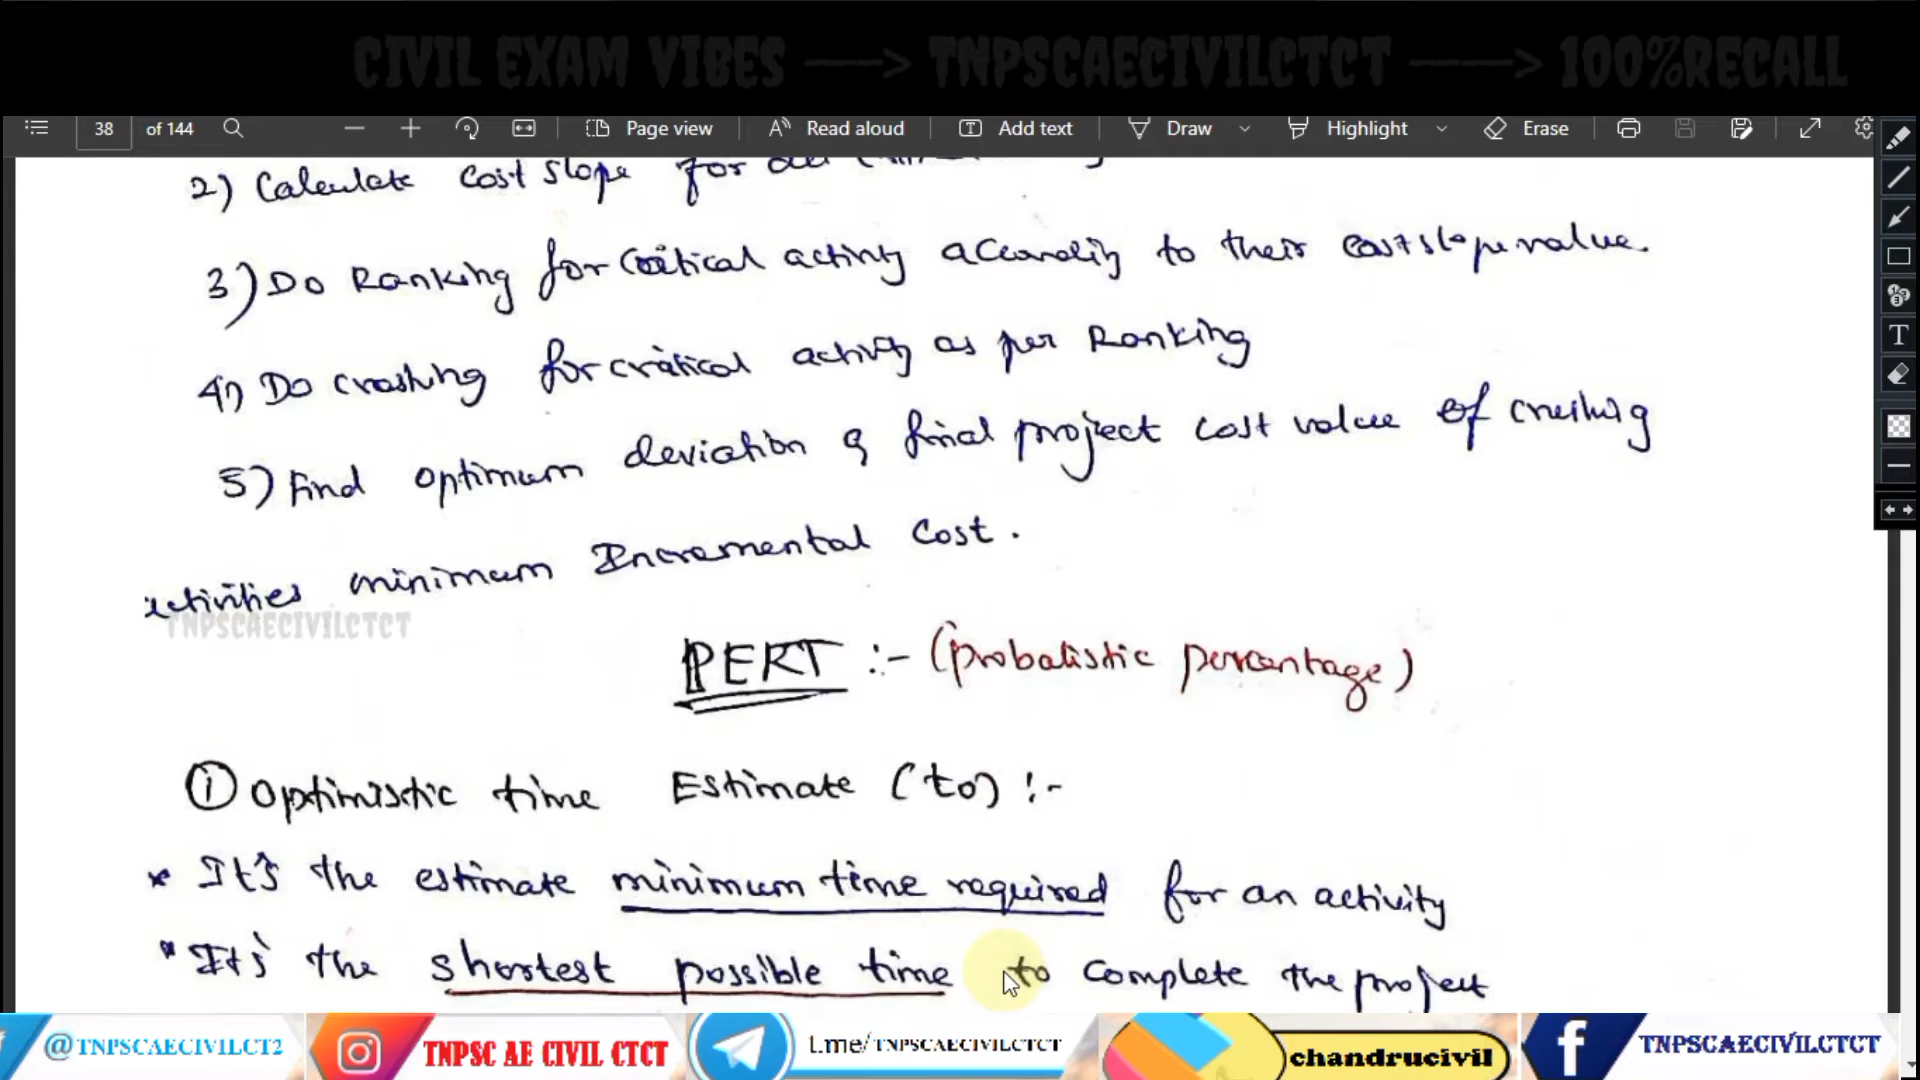 CIVIL EXAM VIBES ----> TNPSCAECIVILCTCT -----> 100%RECALL
38 of 144 Page view Read aloud Add text Draw Highlight Erase
2) Calculate cost slope for
3) Do Ranking for Critical activity according to their cost slope value.
4) Do crashing for critical activity as per Ranking
5) Find optimum deviation & final project cost value of crushing
activities minimum Incremental Cost.
TNPSCAECIVILCTCT
PERT :- (probalistic percentage)
① Optimistic time Estimate (to) :-
* It's the estimate minimum time required for an activity
* It's the shortest possible time to complete the project
@TNPSCAECIVILCT2 TNPSC AE CIVIL CTCT t.me/TNPSCAECIVILCTCT chandrucivil TNPSCAECIVILCTCT